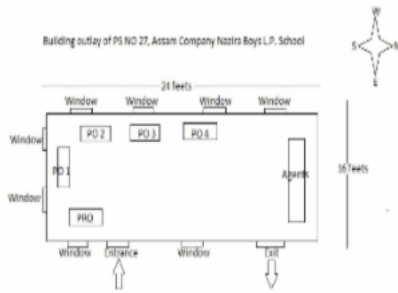 W
Building outlay of PS NO 27, Assam Company Nazira Boys L.P. School
S N
E
24 feets
Window Window Window Window
PO 2 PO 3 PO 4
Window
PO 1
Agents
16 feets
Window
PRO
Window Entrance Window Exit